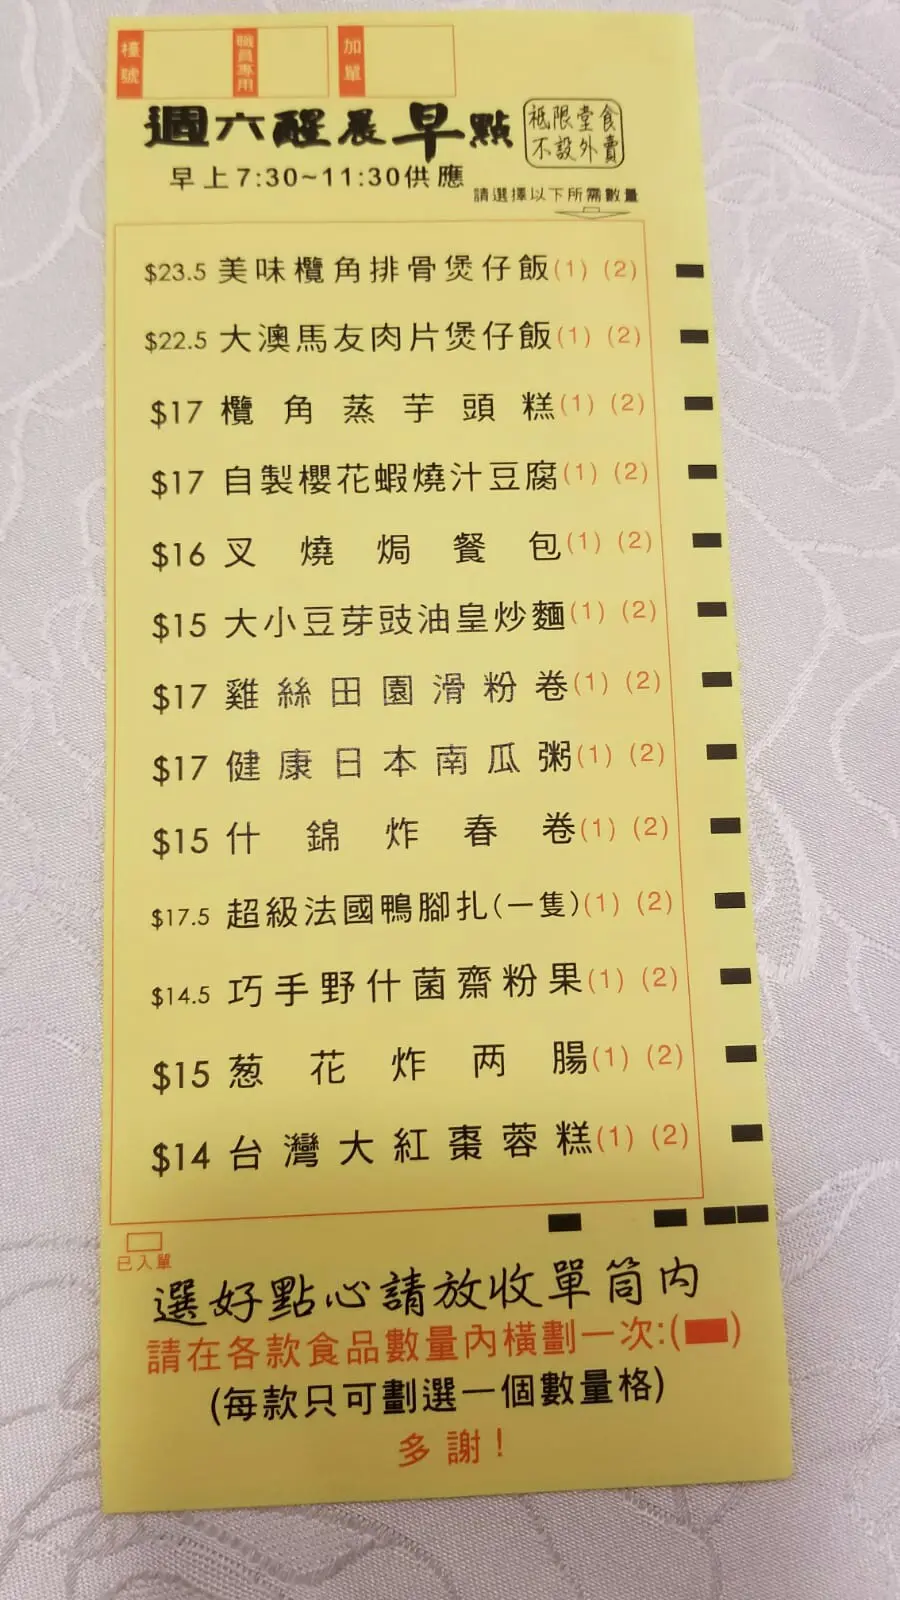 檯號
職員專用
加單
週六醒晨早點
祗限堂食
不設外賣
早上7:30~11:30供應
請選擇以下所需數量
$23.5 美味欖角排骨煲仔飯(1) (2)
$22.5 大澳馬友肉片煲仔飯(1) (2)
$17 欖角蒸芋頭糕(1) (2)
$17 自製櫻花蝦燒汁豆腐(1) (2)
$16 叉燒焗餐包(1) (2)
$15 大小豆芽豉油皇炒麵(1) (2)
$17 雞絲田園滑粉卷(1) (2)
$17 健康日本南瓜粥(1) (2)
$15 什錦炸春卷(1) (2)
$17.5 超級法國鴨腳扎(一隻)(1) (2)
$14.5 巧手野什菌齋粉果(1) (2)
$15 葱花炸两腸(1) (2)
$14 台灣大紅棗蓉糕(1) (2)
已入單
選好點心請放收單筒內
請在各款食品數量內橫劃一次:( )
(每款只可劃選一個數量格)
多謝！